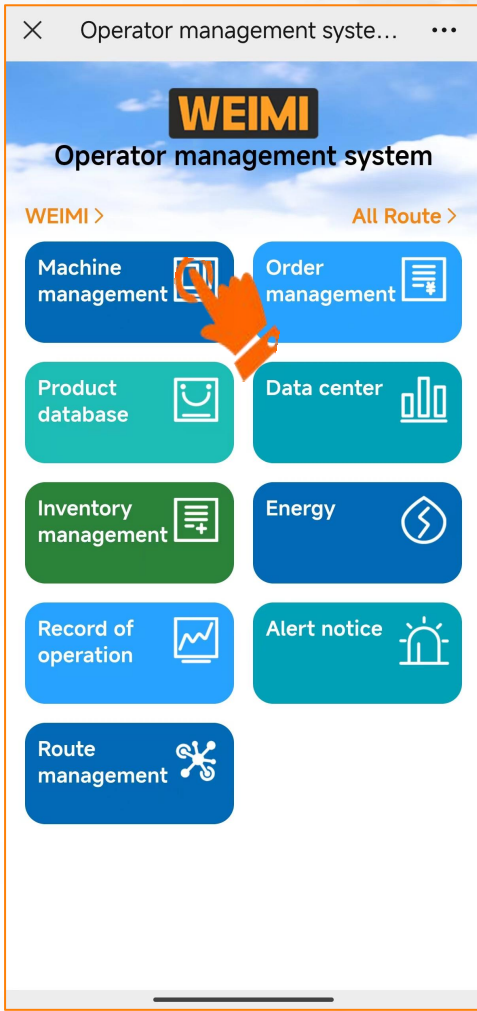 Operator management syste...
WEIMI
Operator management system
WEIMI >
All Route >
Machine
management
Order
management
Product
database
Data center
Inventory
management
Energy
Record of
operation
Alert notice
Route
management